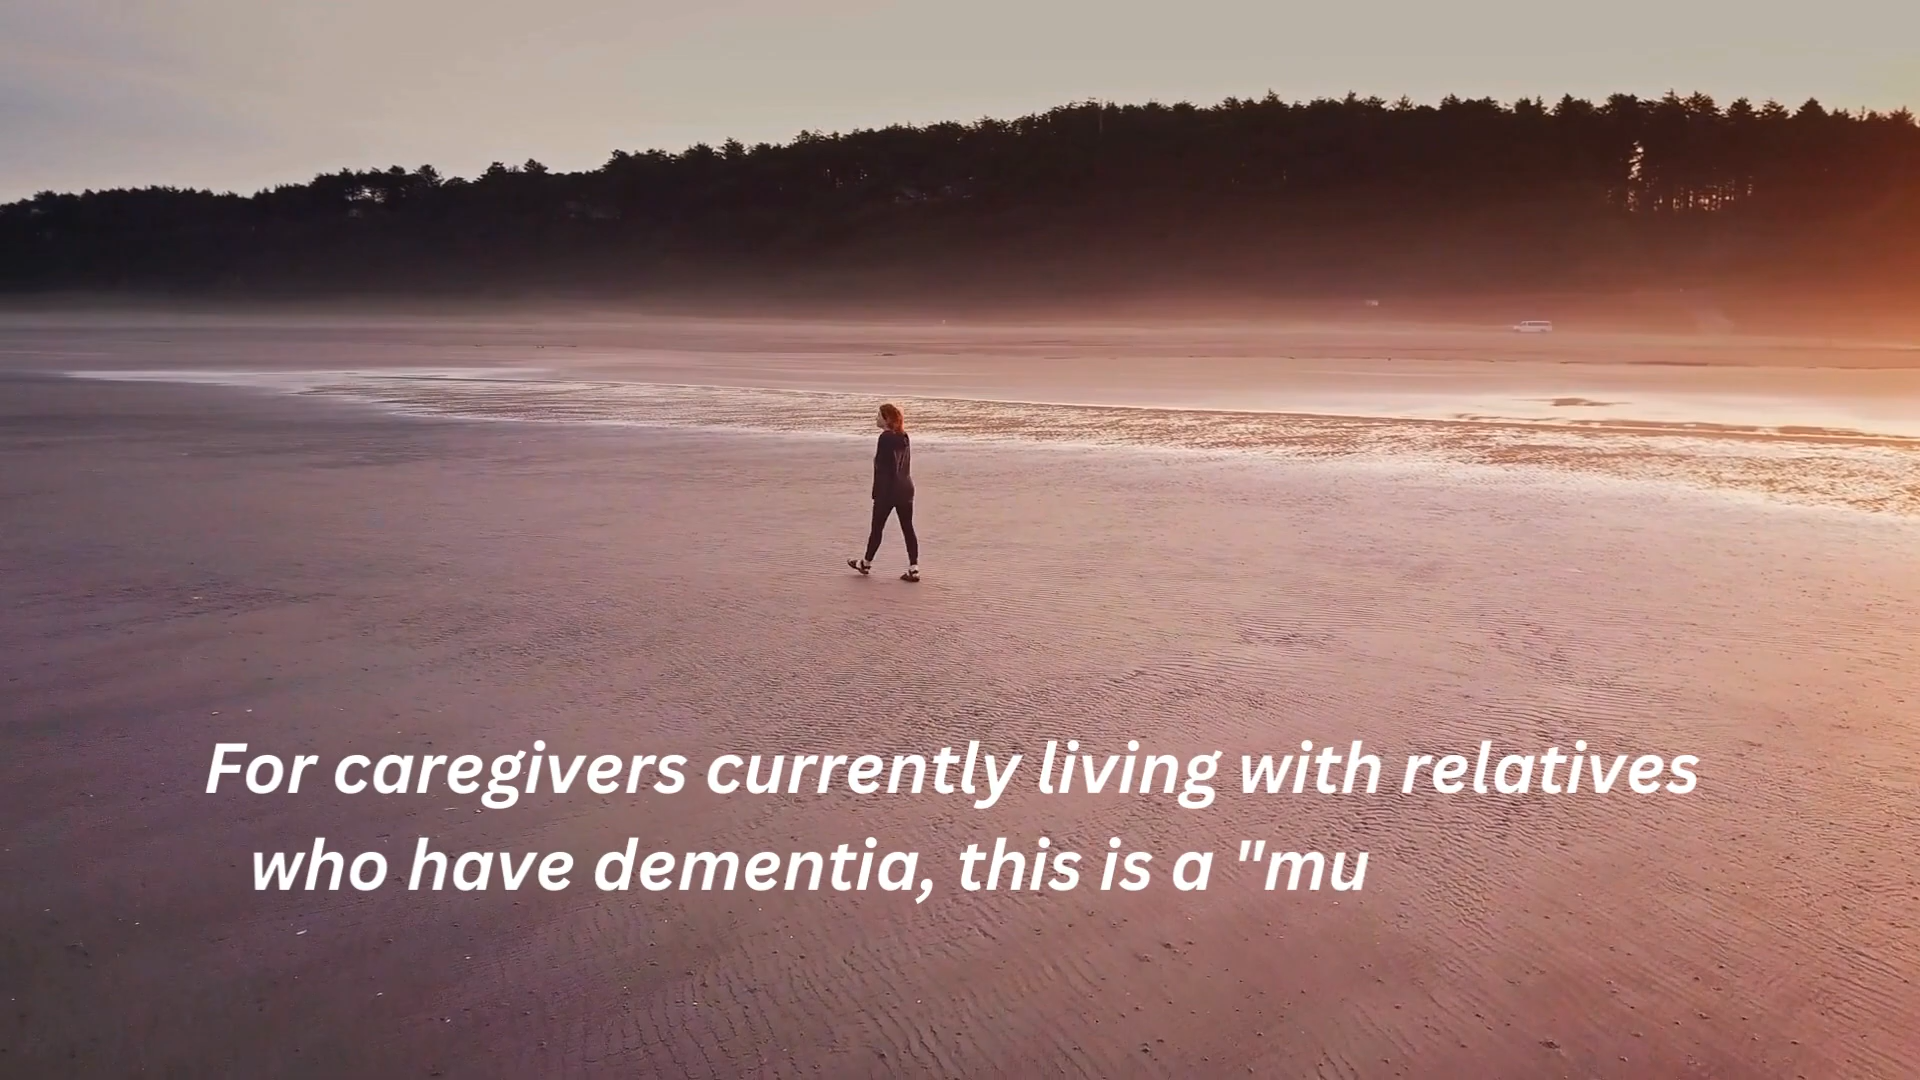 For caregivers currently living with relatives
who have dementia, this is a "mu